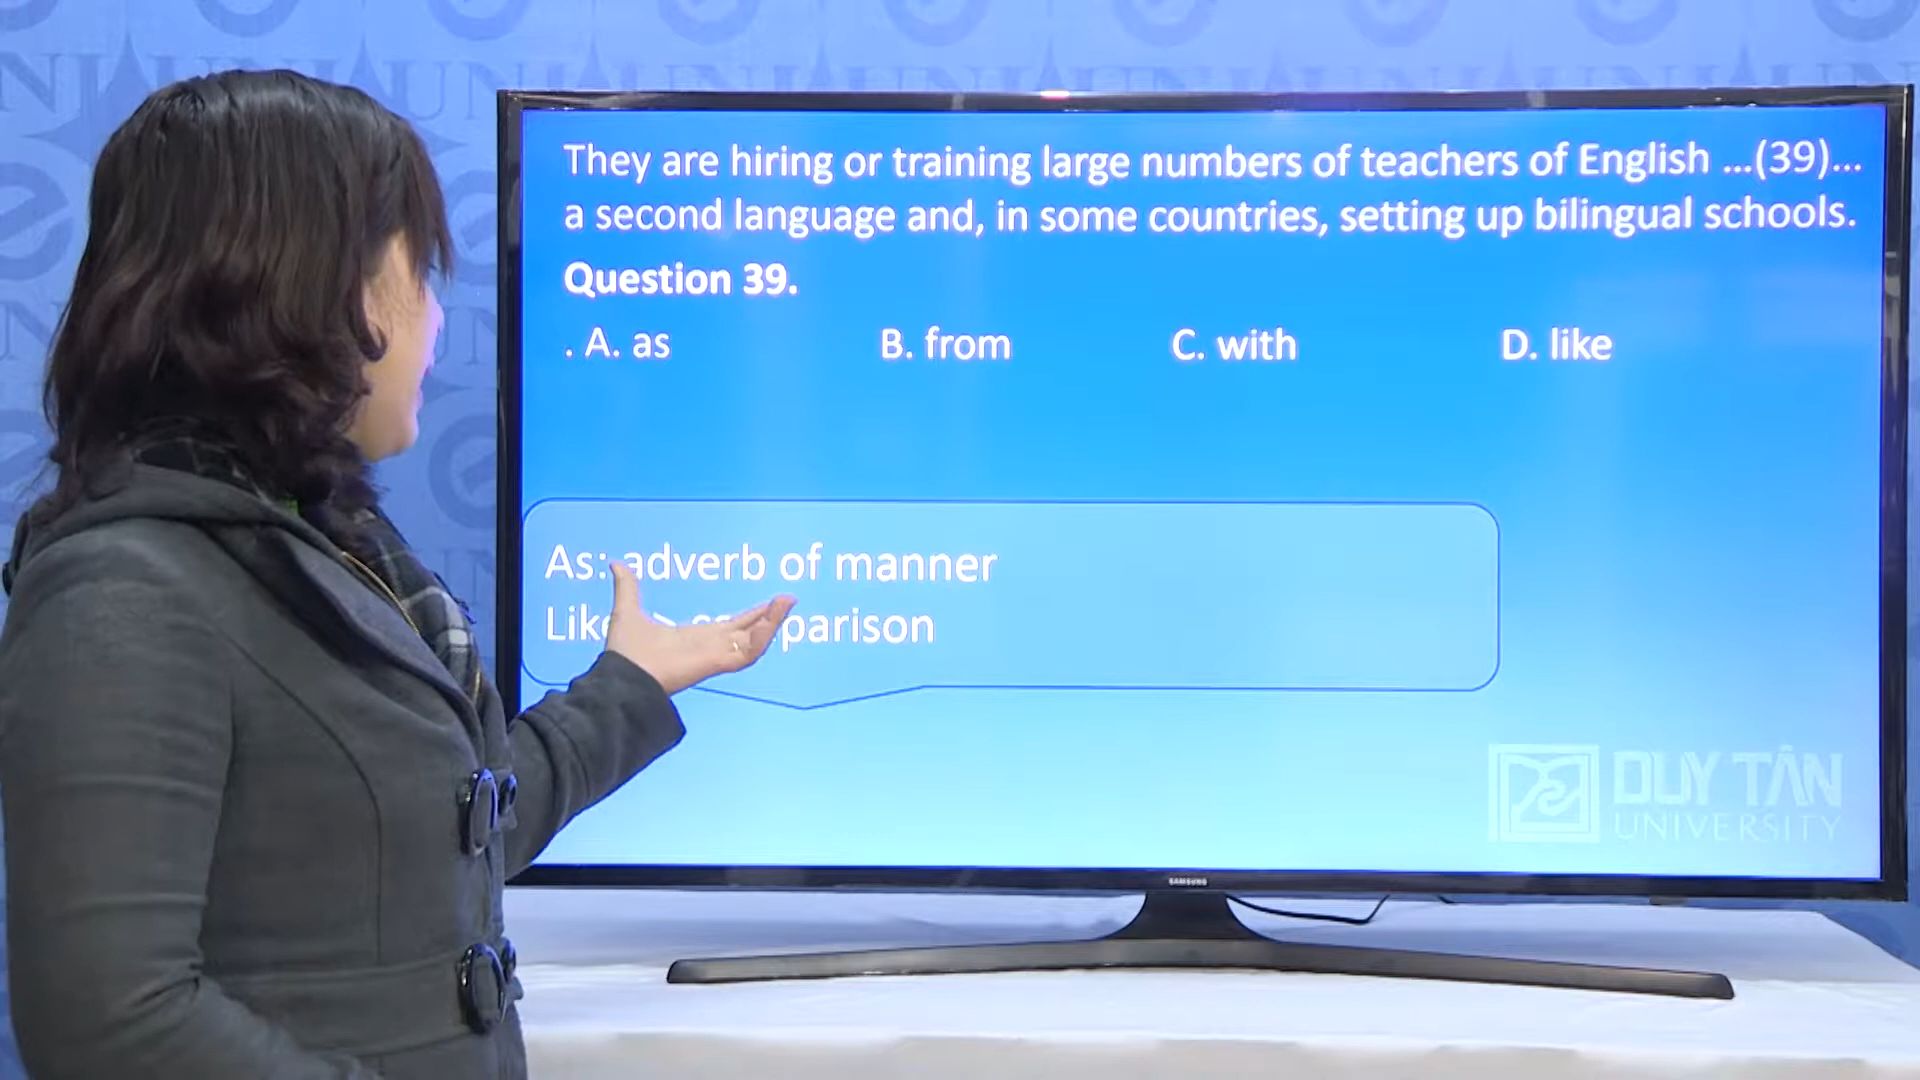 They are hiring or training large numbers of teachers of English ...(39)...
a second language and, in some countries, setting up bilingual schools.
Question 39.
. A. as B. from C. with D. like
As: adverb of manner
DUY TÂN
UNIVERSITY
SAMSUNG